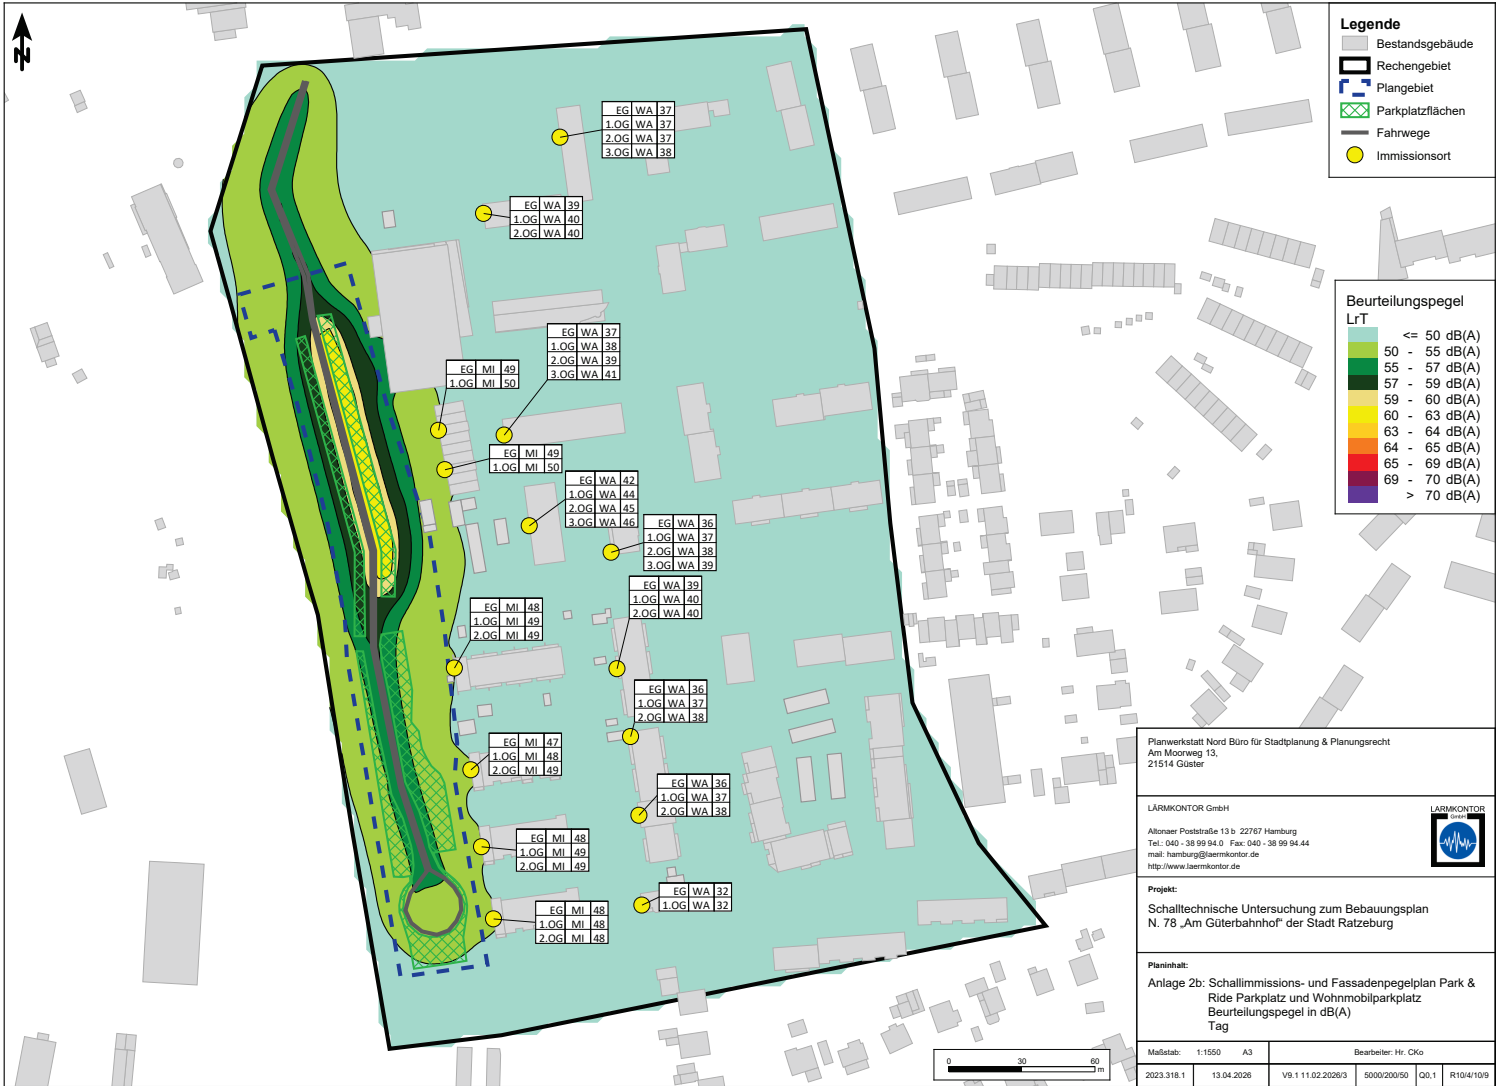 N
Legende
Bestandsgebäude
Rechengebiet
Plangebiet
Parkplatzflächen
Fahrwege
Immissionsort
EG WA 37
1.OG WA 37
2.OG WA 37
3.OG WA 38
EG WA 39
1.OG WA 40
2.OG WA 40
EG WA 37
1.OG WA 38
2.OG WA 39
3.OG WA 41
EG MI 49
1.OG MI 50
EG MI 49
1.OG MI 50
EG WA 42
1.OG WA 44
2.OG WA 45
3.OG WA 46
EG WA 36
1.OG WA 37
2.OG WA 38
3.OG WA 39
EG WA 39
1.OG WA 40
2.OG WA 40
EG MI 48
1.OG MI 49
2.OG MI 49
EG WA 36
1.OG WA 37
2.OG WA 38
EG MI 47
1.OG MI 48
2.OG MI 49
EG WA 36
1.OG WA 37
2.OG WA 38
EG MI 48
1.OG MI 49
2.OG MI 49
EG WA 32
1.OG WA 32
EG MI 48
1.OG MI 48
2.OG MI 48
Beurteilungspegel
LrT
<= 50 dB(A)
50 - 55 dB(A)
55 - 57 dB(A)
57 - 59 dB(A)
59 - 60 dB(A)
60 - 63 dB(A)
63 - 64 dB(A)
64 - 65 dB(A)
65 - 69 dB(A)
69 - 70 dB(A)
> 70 dB(A)
Planwerkstatt Nord Büro für Stadtplanung & Planungsrecht
Am Moorweg 13,
21514 Güster
LÄRMKONTOR GmbH
Altonaer Poststraße 13 b 22767 Hamburg
Tel.: 040 - 38 99 94.0 Fax: 040 - 38 99 94.44
mail: hamburg@laermkontor.de
http://www.laermkontor.de
LÄRMKONTOR
GmbH
Projekt:
Schalltechnische Untersuchung zum Bebauungsplan
N. 78 „Am Güterbahnhof“ der Stadt Ratzeburg
Planinhalt:
Anlage 2b: Schallimmissions- und Fassadenpegelplan Park &
Ride Parkplatz und Wohnmobilparkplatz
Beurteilungspegel in dB(A)
Tag
Maßstab: 1:1550 A3 Bearbeiter: Hr. CKo
2023.318.1 13.04.2026 V9.1 11.02.2026/3 5000/200/50 Q0,1 R10/4/10/9
0 30 60
m